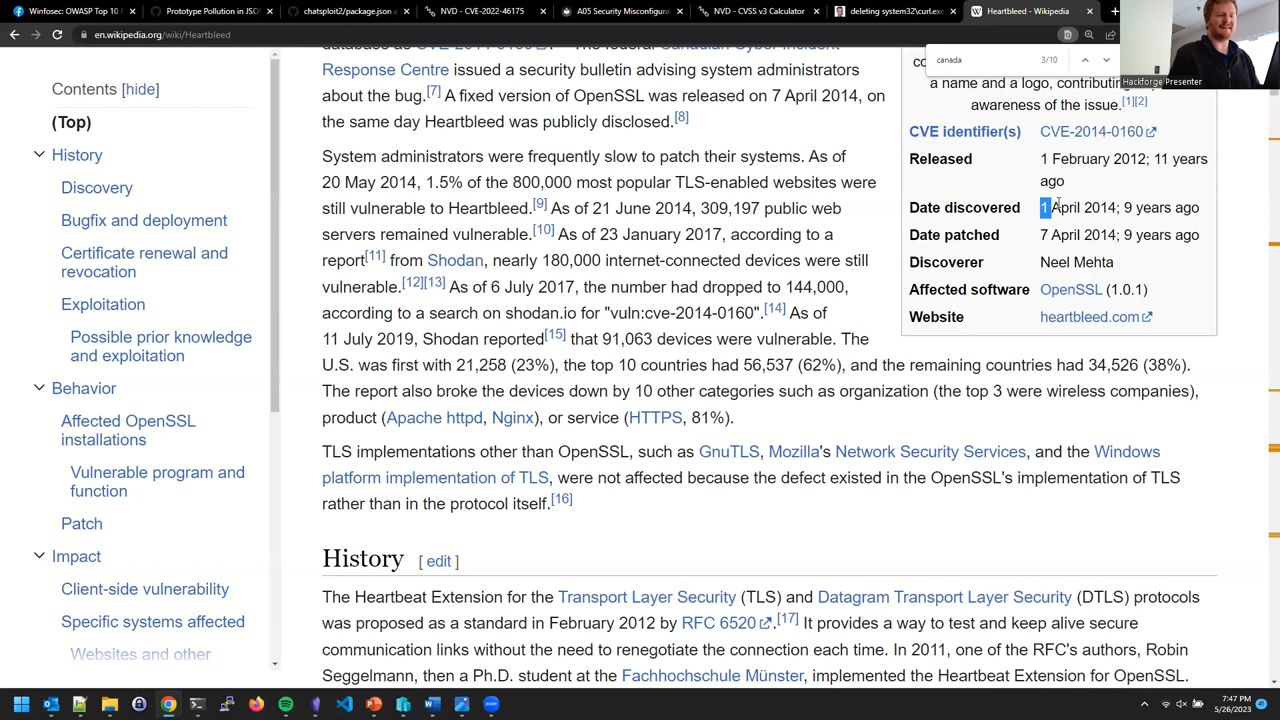 Winfosec: OWASP Top 10
Prototype Pollution in JSO
chatsploit2/package.json a
NVD - CVE-2022-46175
A05 Security Misconfigura
NVD - CVSS v3 Calculator
deleting system32\curl.exe
Heartbleed - Wikipedia
en.wikipedia.org/wiki/Heartbleed
canada
3/10
Hackforge Presenter
Contents [hide]
(Top)
History
Discovery
Bugfix and deployment
Certificate renewal and
revocation
Exploitation
Possible prior knowledge
and exploitation
Behavior
Affected OpenSSL
installations
Vulnerable program and
function
Patch
Impact
Client-side vulnerability
Specific systems affected
Websites and other
database as CVE-2014-0160. The federal Canadian Cyber Incident
Response Centre issued a security bulletin advising system administrators
about the bug.[7] A fixed version of OpenSSL was released on 7 April 2014, on
the same day Heartbleed was publicly disclosed.[8]
System administrators were frequently slow to patch their systems. As of
20 May 2014, 1.5% of the 800,000 most popular TLS-enabled websites were
still vulnerable to Heartbleed.[9] As of 21 June 2014, 309,197 public web
servers remained vulnerable.[10] As of 23 January 2017, according to a
report[11] from Shodan, nearly 180,000 internet-connected devices were still
vulnerable.[12][13] As of 6 July 2017, the number had dropped to 144,000,
according to a search on shodan.io for "vuln:cve-2014-0160".[14] As of
11 July 2019, Shodan reported[15] that 91,063 devices were vulnerable. The
U.S. was first with 21,258 (23%), the top 10 countries had 56,537 (62%), and the remaining countries had 34,526 (38%).
The report also broke the devices down by 10 other categories such as organization (the top 3 were wireless companies),
product (Apache httpd, Nginx), or service (HTTPS, 81%).
TLS implementations other than OpenSSL, such as GnuTLS, Mozilla's Network Security Services, and the Windows
platform implementation of TLS, were not affected because the defect existed in the OpenSSL's implementation of TLS
rather than in the protocol itself.[16]
History [ edit ]
The Heartbeat Extension for the Transport Layer Security (TLS) and Datagram Transport Layer Security (DTLS) protocols
was proposed as a standard in February 2012 by RFC 6520.[17] It provides a way to test and keep alive secure
communication links without the need to renegotiate the connection each time. In 2011, one of the RFC's authors, Robin
Seggelmann, then a Ph.D. student at the Fachhochschule Münster, implemented the Heartbeat Extension for OpenSSL.
a name and a logo, contributing
awareness of the issue.[1][2]
CVE identifier(s) CVE-2014-0160
Released 1 February 2012; 11 years
ago
Date discovered 1 April 2014; 9 years ago
Date patched 7 April 2014; 9 years ago
Discoverer Neel Mehta
Affected software OpenSSL (1.0.1)
Website heartbleed.com
7:47 PM
5/26/2023